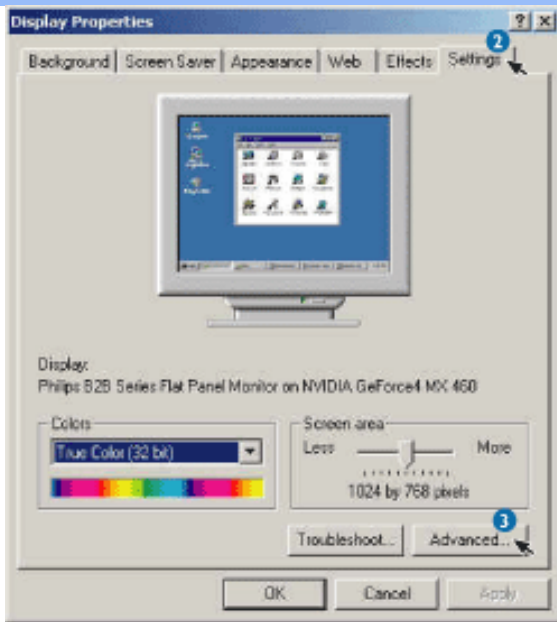 Display Properties
2
Background Screen Saver Appearance Web Effects Settings
Display:
Philips B2B Series Flat Panel Monitor on NVIDIA GeForce4 MX 460
Colors
True Color (32 bit)
Screen area
Less More
1024 by 768 pixels
3
Troubleshoot... Advanced...
OK Cancel Apply